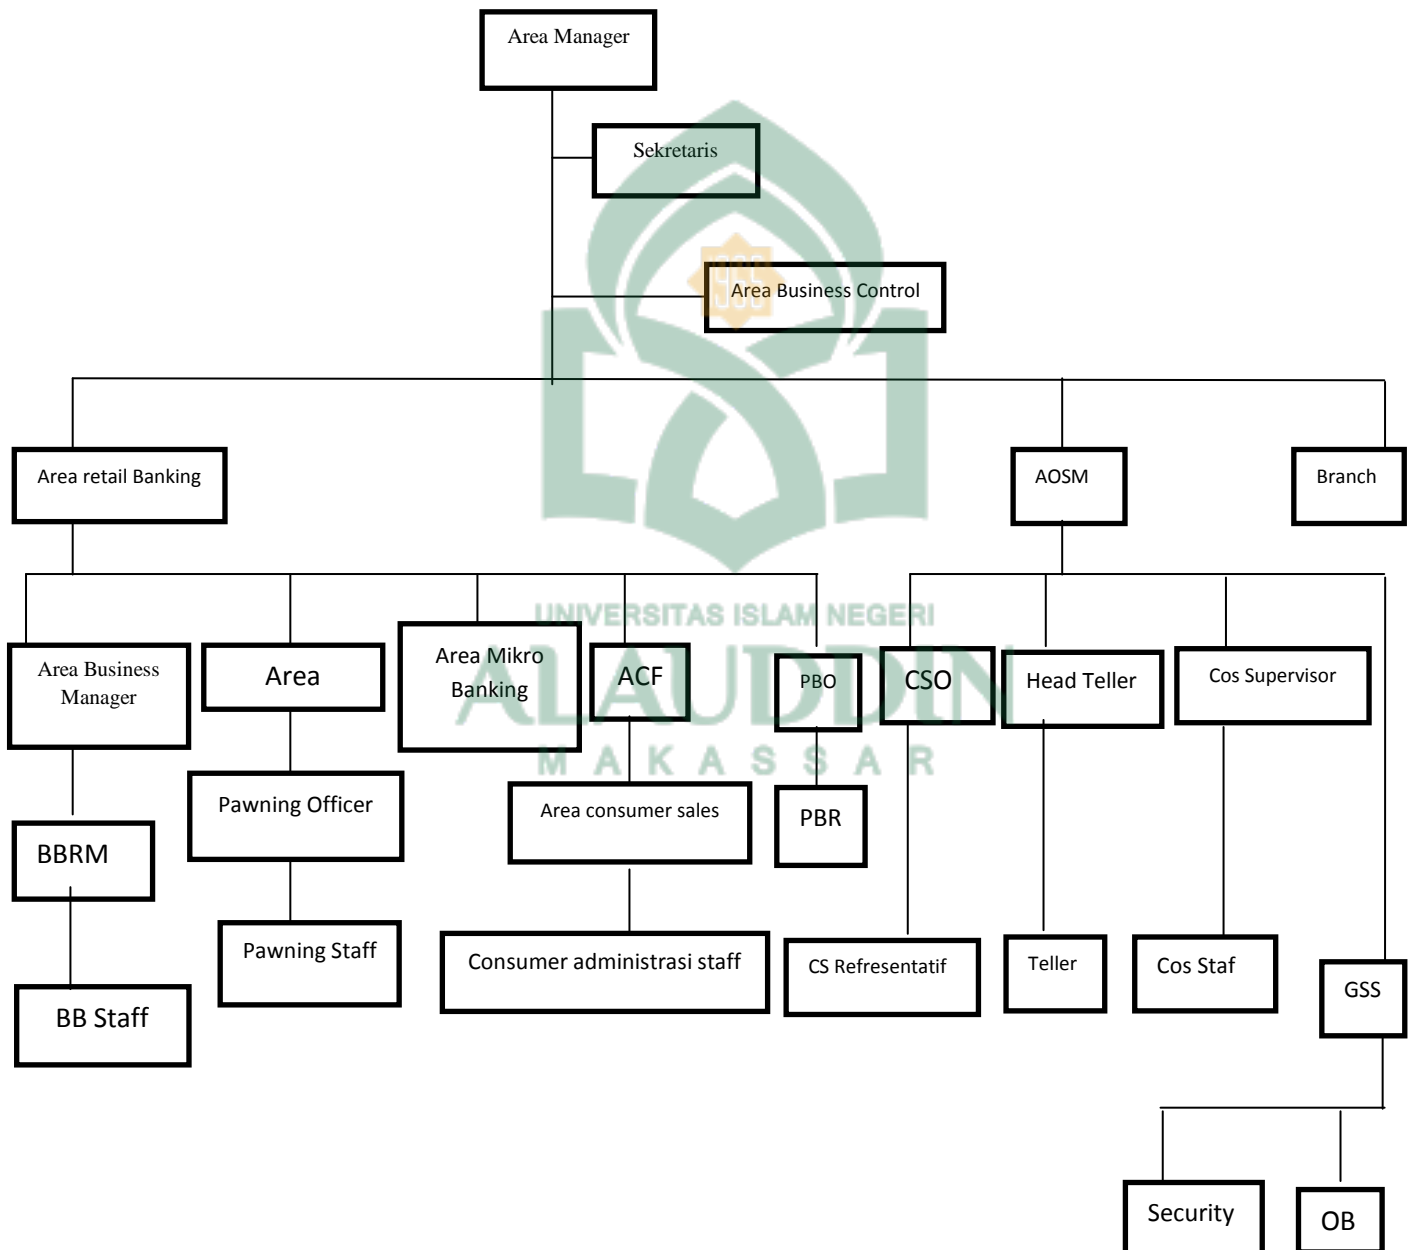 Area Manager
Sekretaris
Area Business Control
Area retail Banking
AOSM
Branch
Area Business
Manager
Area
Area Mikro
Banking
ACF
PBO
CSO
Head Teller
Cos Supervisor
BBRM
Pawning Officer
Area consumer sales
PBR
BB Staff
Pawning Staff
Consumer administrasi staff
CS Refresentatif
Teller
Cos Staf
GSS
Security
OB
1965
UNIVERSITAS ISLAM NEGERI
ALAUDDIN
MAKASSAR